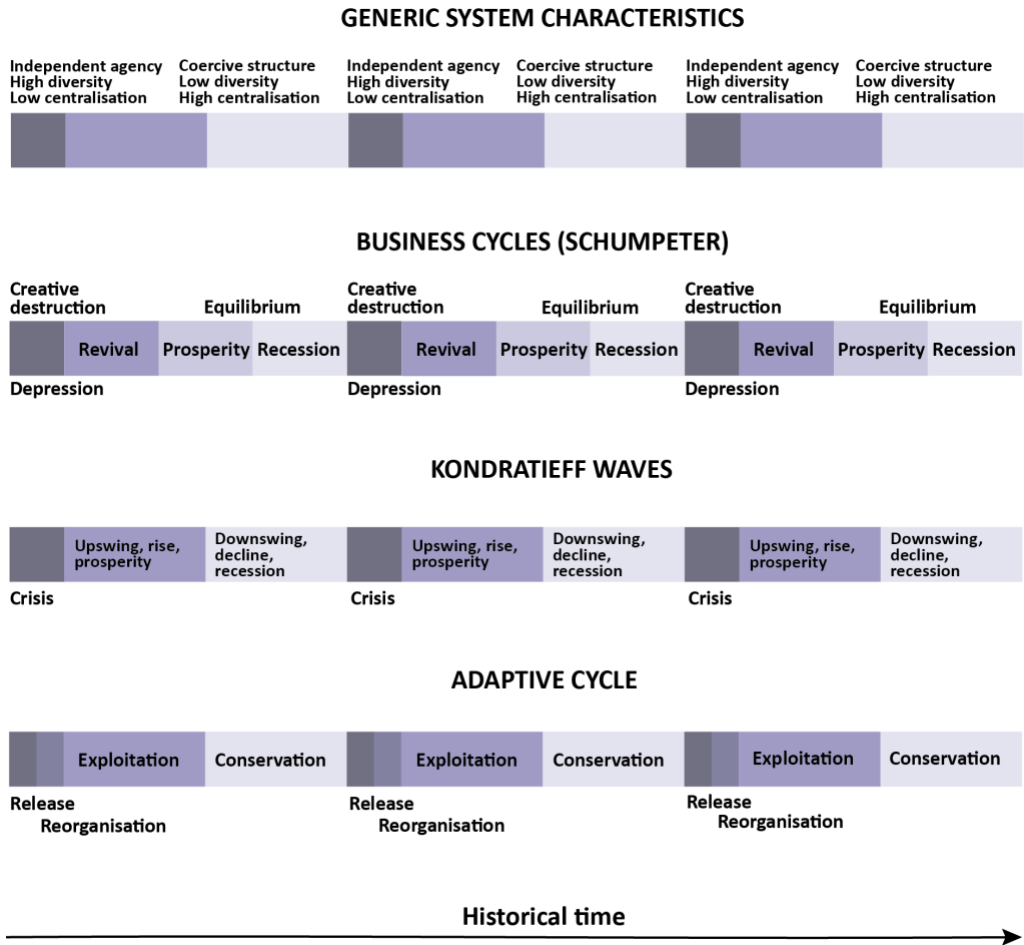 GENERIC SYSTEM CHARACTERISTICS
Independent agency
High diversity
Low centralisation
Coercive structure
Low diversity
High centralisation
Independent agency
High diversity
Low centralisation
Coercive structure
Low diversity
High centralisation
Independent agency
High diversity
Low centralisation
Coercive structure
Low diversity
High centralisation
BUSINESS CYCLES (SCHUMPETER)
Creative
destruction
Equilibrium
Creative
destruction
Equilibrium
Creative
destruction
Equilibrium
Revival
Prosperity
Recession
Revival
Prosperity
Recession
Revival
Prosperity
Recession
Depression
Depression
Depression
KONDRATIEFF WAVES
Upswing, rise,
prosperity
Downswing,
decline,
recession
Upswing, rise,
prosperity
Downswing,
decline,
recession
Upswing, rise,
prosperity
Downswing,
decline,
recession
Crisis
Crisis
Crisis
ADAPTIVE CYCLE
Exploitation
Conservation
Exploitation
Conservation
Exploitation
Conservation
Release
Reorganisation
Release
Reorganisation
Release
Reorganisation
Historical time